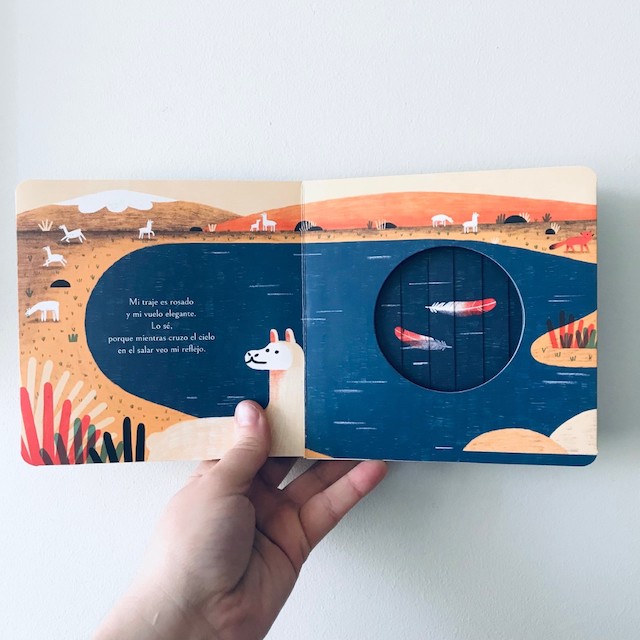 Mi traje es rosado
y mi vuelo elegante.
Lo sé,
porque mientras cruzo el cielo
en el salar veo mi reflejo.